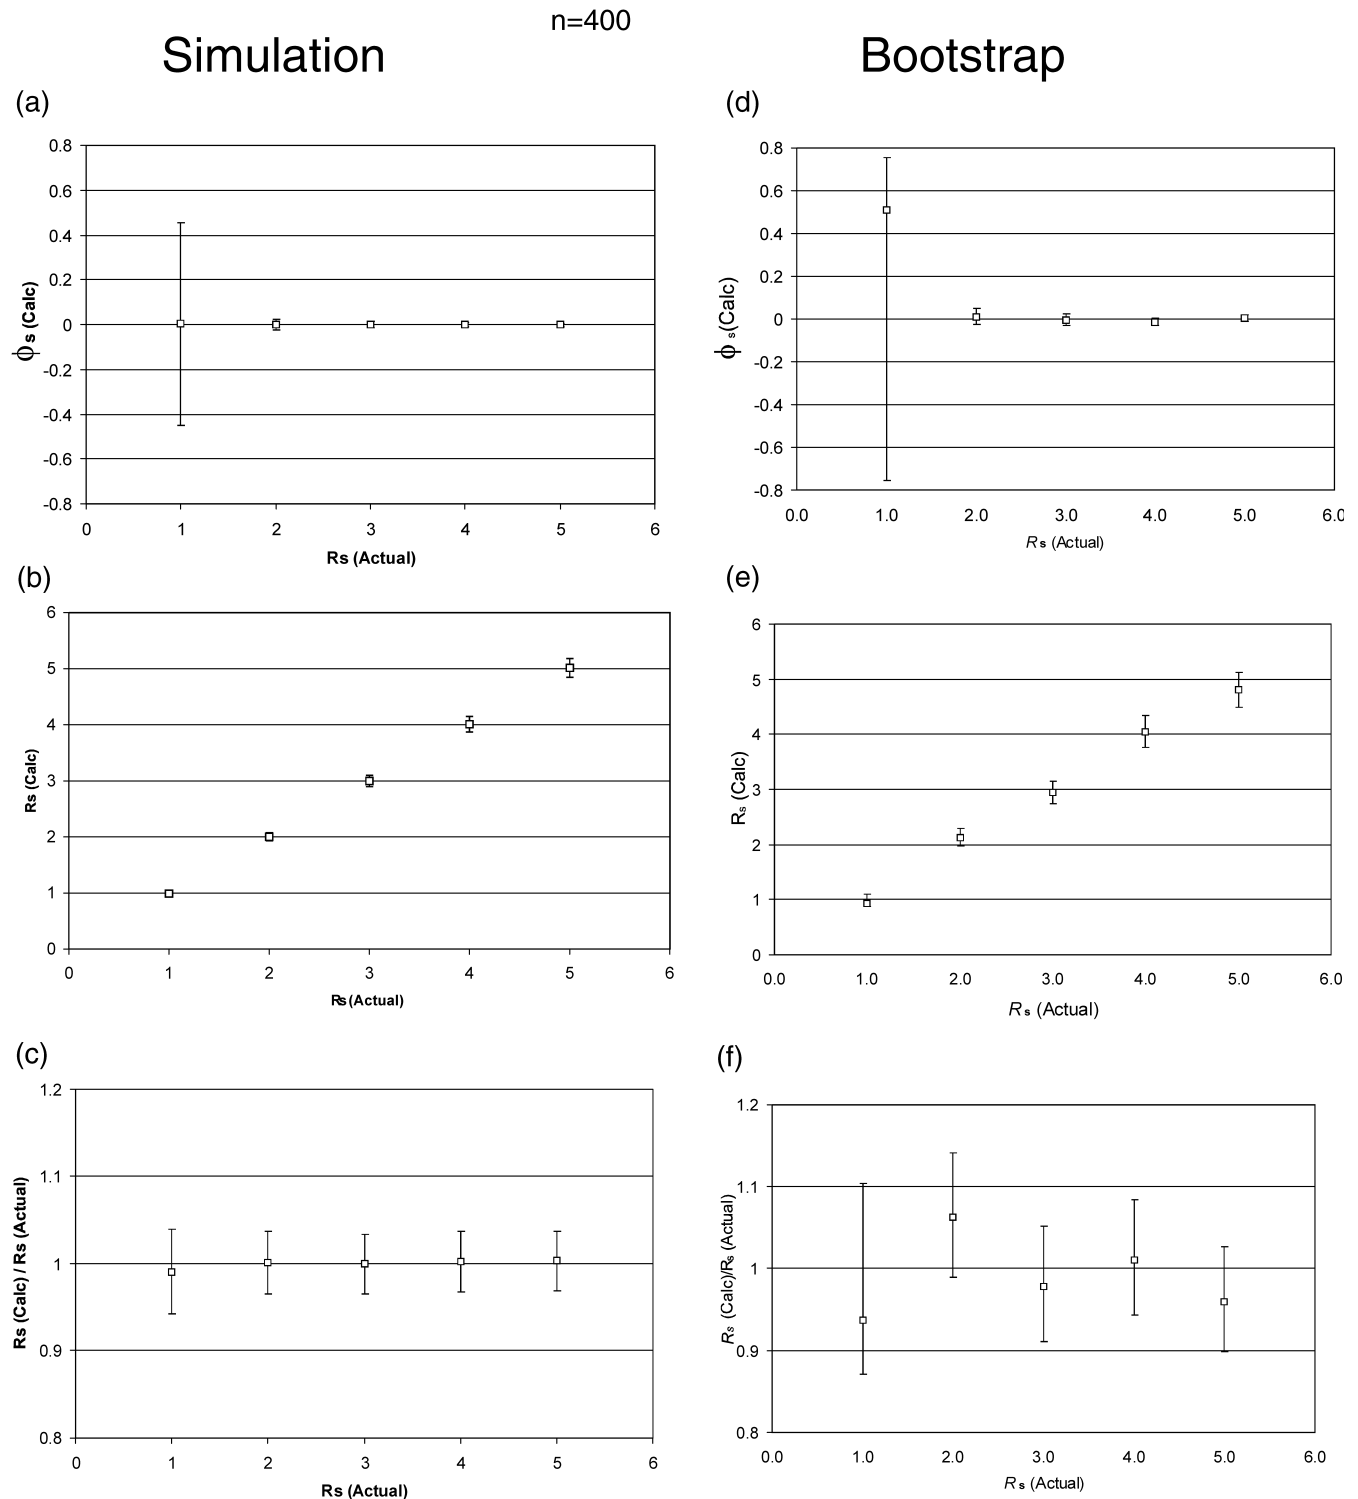 n=400
Simulation
Bootstrap
(a)
0.8
0.6
0.4
0.2
0
-0.2
-0.4
-0.6
-0.8
ϕs (Calc)
0 1 2 3 4 5 6
Rs (Actual)
(b)
6
5
4
3
2
1
0
Rs (Calc)
0 1 2 3 4 5 6
Rs (Actual)
(c)
1.2
1.1
1
0.9
0.8
Rs (Calc) / Rs (Actual)
0 1 2 3 4 5 6
Rs (Actual)
(d)
0.8
0.6
0.4
0.2
0
-0.2
-0.4
-0.6
-0.8
ϕs(Calc)
0.0 1.0 2.0 3.0 4.0 5.0 6.0
Rs (Actual)
(e)
6
5
4
3
2
1
0
Rs (Calc)
0.0 1.0 2.0 3.0 4.0 5.0 6.0
Rs (Actual)
(f)
1.2
1.1
1
0.9
0.8
Rs (Calc)/Rs (Actual)
0.0 1.0 2.0 3.0 4.0 5.0 6.0
Rs (Actual)